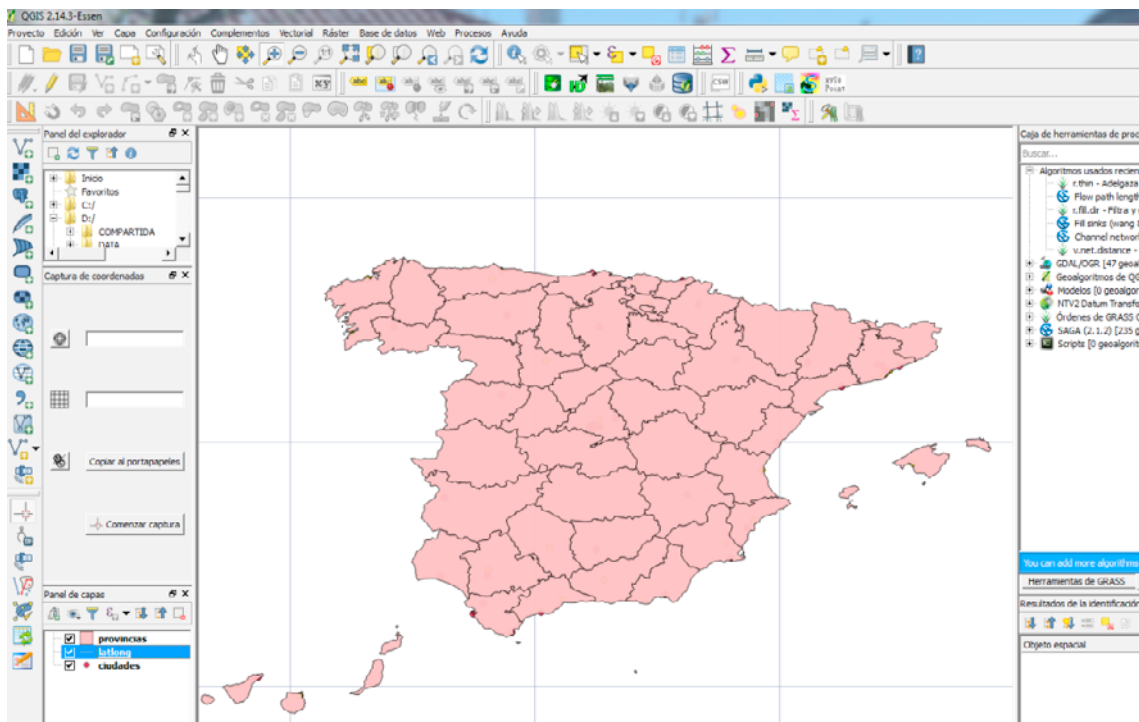 QGIS 2.14.3-Essen
Proyecto Edición Ver Capa Configuración Complementos Vectorial Ráster Base de datos Web Procesos Ayuda
Panel del explorador
Inicio
Favoritos
C:/
D:/
COMPARTIDA
DATA
Captura de coordenadas
Copiar al portapapeles
Comenzar captura
Panel de capas
provincias
latlong
ciudades
Caja de herramientas de proc
Buscar...
Algoritmos usados recien
r.thin - Adelgaza
Flow path length
r.fill.dir - Filtra y
Fill sinks (wang
Channel network
v.net.distance -
GDAL/OGR [47 geoal
Geoalgoritmos de QG
Modelos [0 geoalgor
NTV2 Datum Transfo
Órdenes de GRASS
SAGA (2.1.2) [235 g
Scripts [0 geoalgorit
You can add more algorithms
Herramientas de GRASS
Resultados de la identificación
Objeto espacial